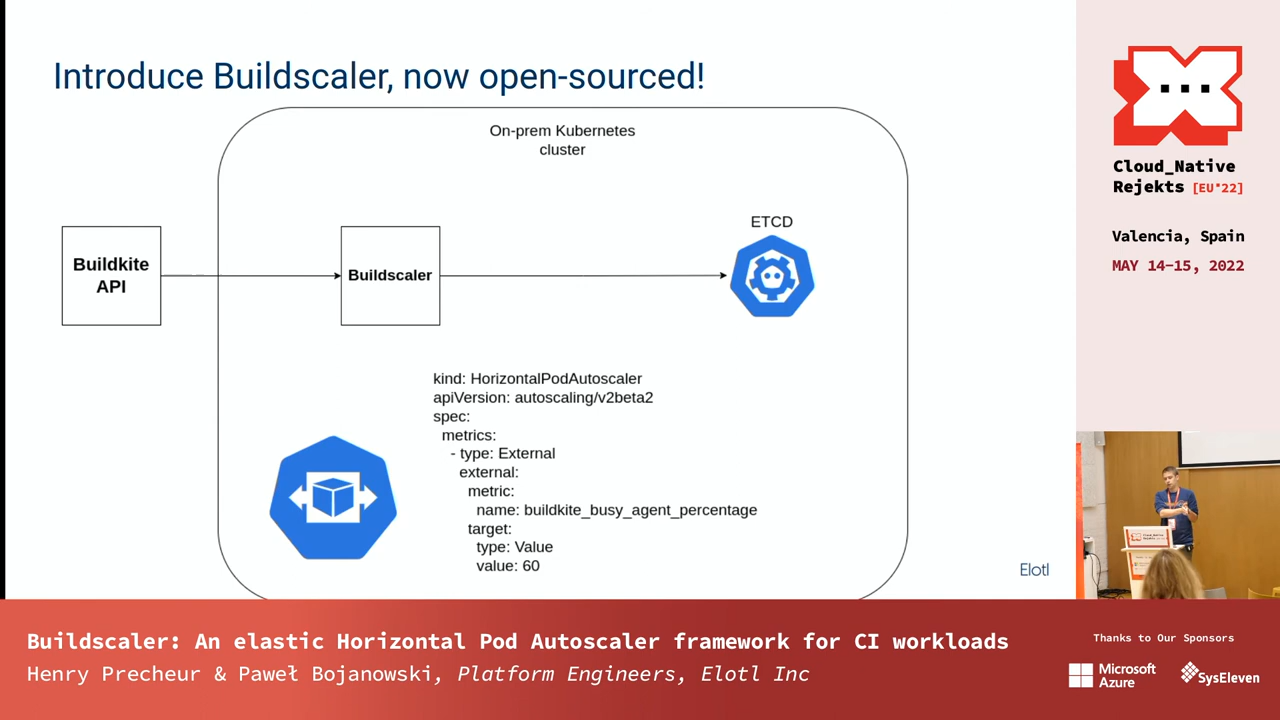 Introduce Buildscaler, now open-sourced!
On-prem Kubernetes
cluster
Buildkite
API
Buildscaler
ETCD
kind: HorizontalPodAutoscaler
apiVersion: autoscaling/v2beta2
spec:
metrics:
- type: External
external:
metric:
name: buildkite_busy_agent_percentage
target:
type: Value
value: 60
Elotl
Cloud_Native
Rejekts [EU*22]
Valencia, Spain
MAY 14-15, 2022
Cloud_Native
Rejekts
Buildscaler: An elastic Horizontal Pod Autoscaler framework for CI workloads
Henry Precheur & Paweł Bojanowski, Platform Engineers, Elotl Inc
Thanks to Our Sponsors
Microsoft
Azure
SysEleven